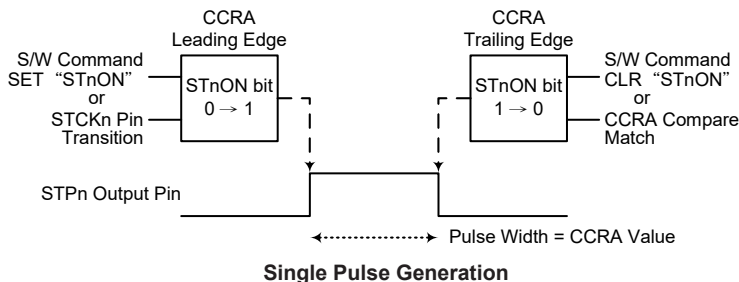 CCRA
Leading Edge
S/W Command
SET “STnON”
or
STCKn Pin
Transition
STnON bit
0 → 1
CCRA
Trailing Edge
STnON bit
1 → 0
S/W Command
CLR “STnON”
or
CCRA Compare
Match
STPn Output Pin
Pulse Width = CCRA Value
Single Pulse Generation